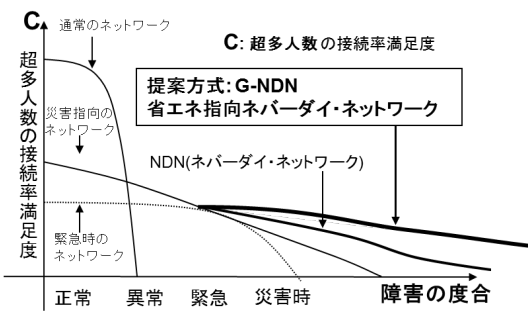 C
通常のネットワーク
C: 超多人数の接続率満足度
提案方式: G-NDN
省エネ指向ネバーダイ・ネットワーク
災害指向の
ネットワーク
NDN(ネバーダイ・ネットワーク)
超多人数の接続率満足度
緊急時の
ネットワーク
正常 異常 緊急 災害時 障害の度合